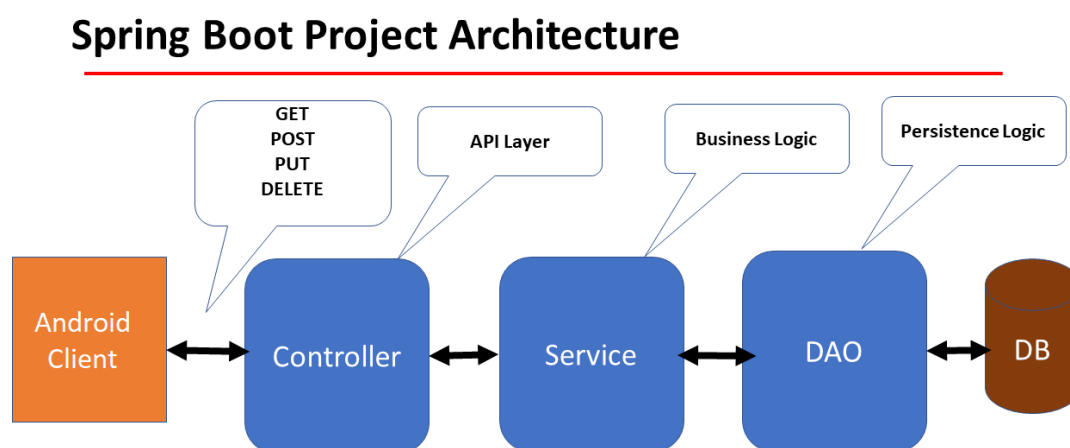 Spring Boot Project Architecture
GET
POST
PUT
DELETE
API Layer
Business Logic
Persistence Logic
Android
Client
Controller
Service
DAO
DB